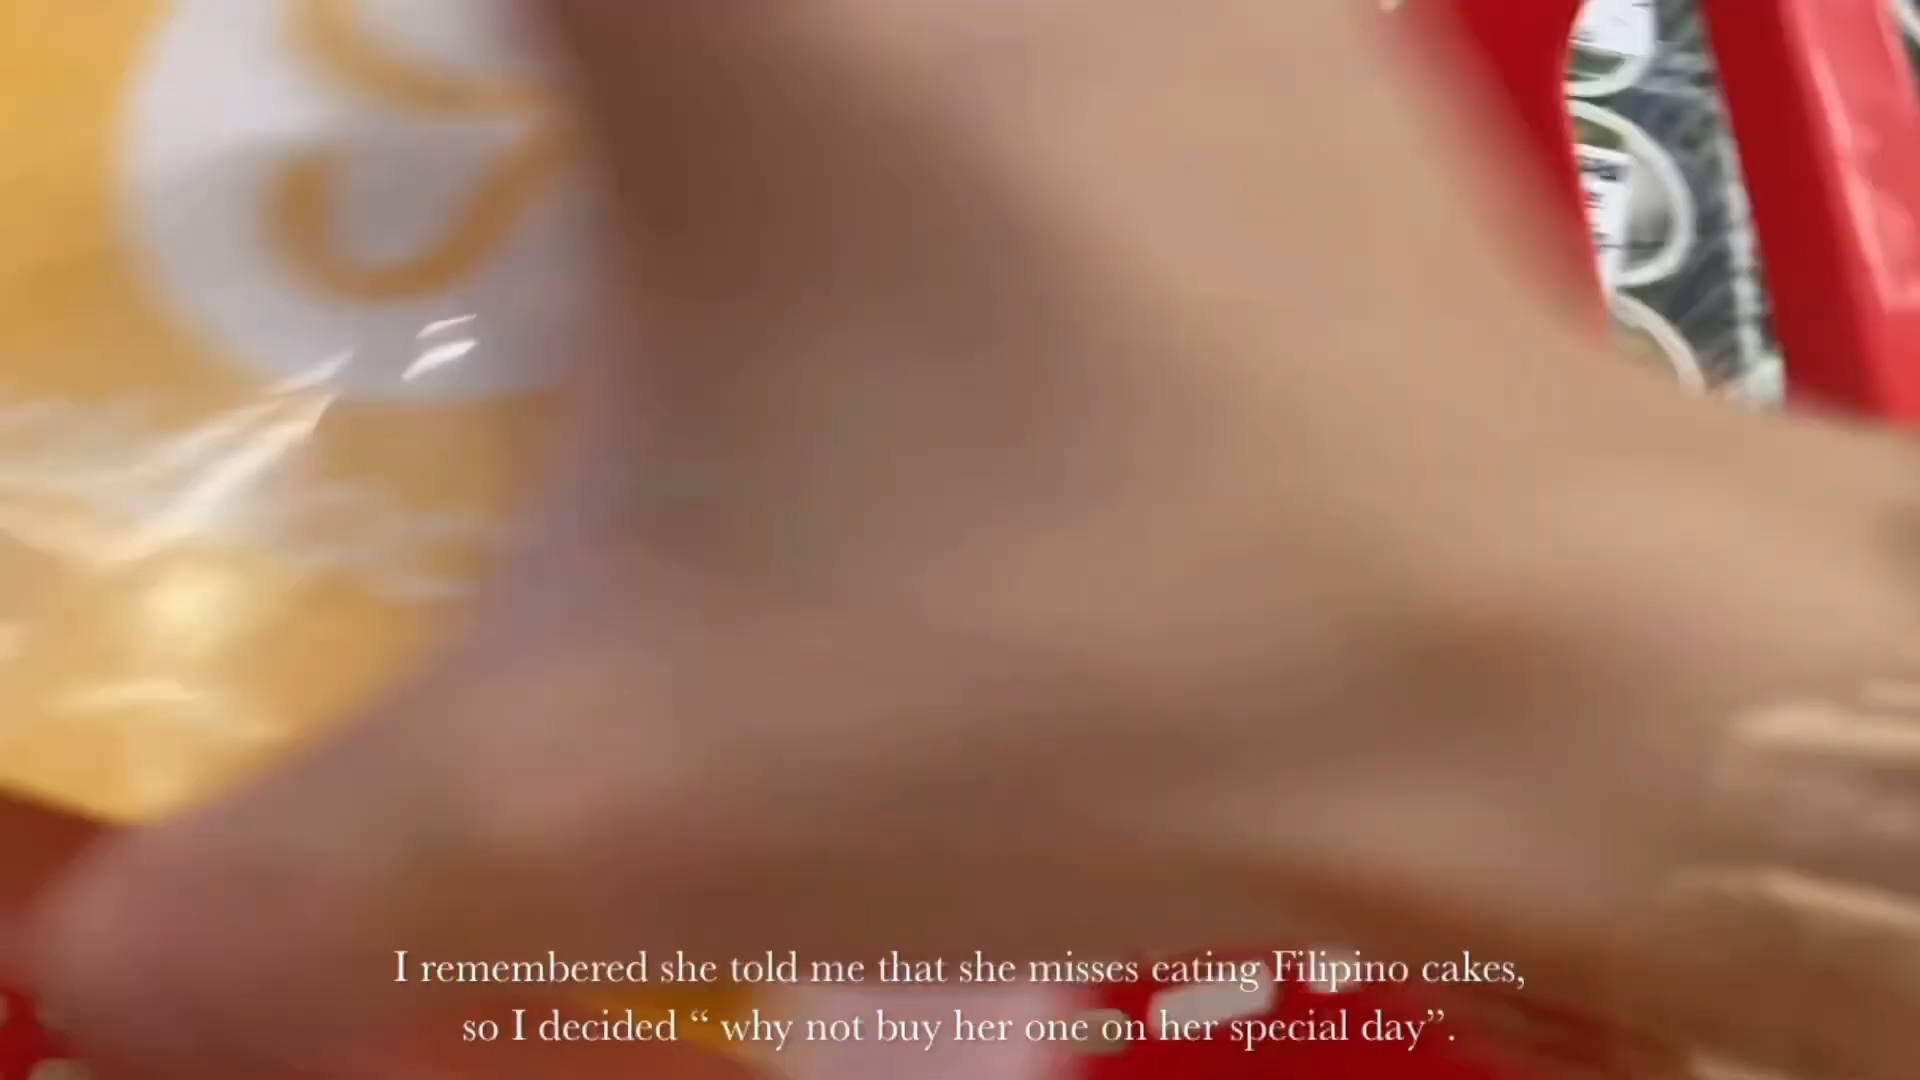 I remembered she told me that she misses eating Filipino cakes,
so I decided “ why not buy her one on her special day”.